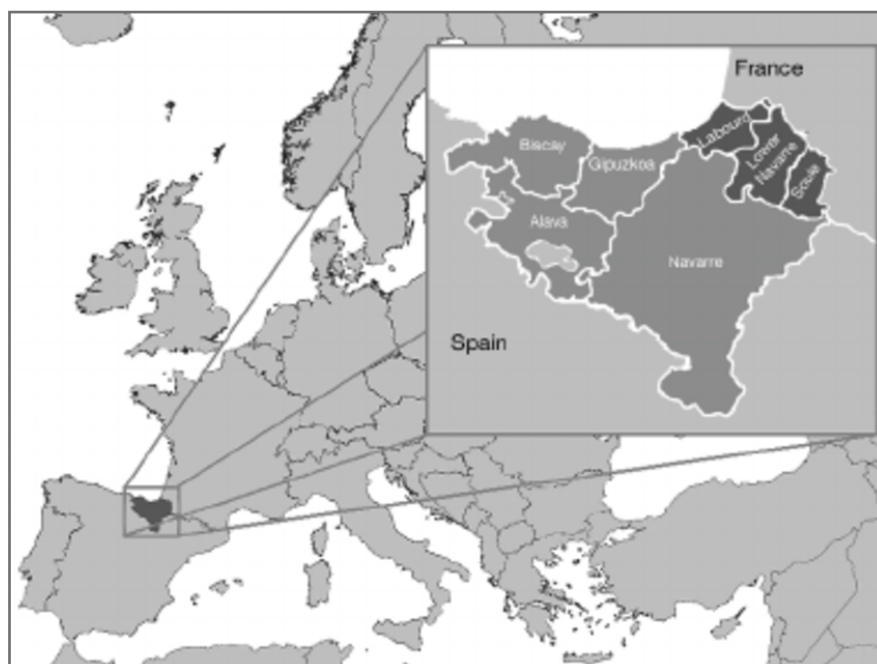 France
Labourd
Biscay
Gipuzkoa
Lower
Navarre
Soule
Alava
Navarre
Spain